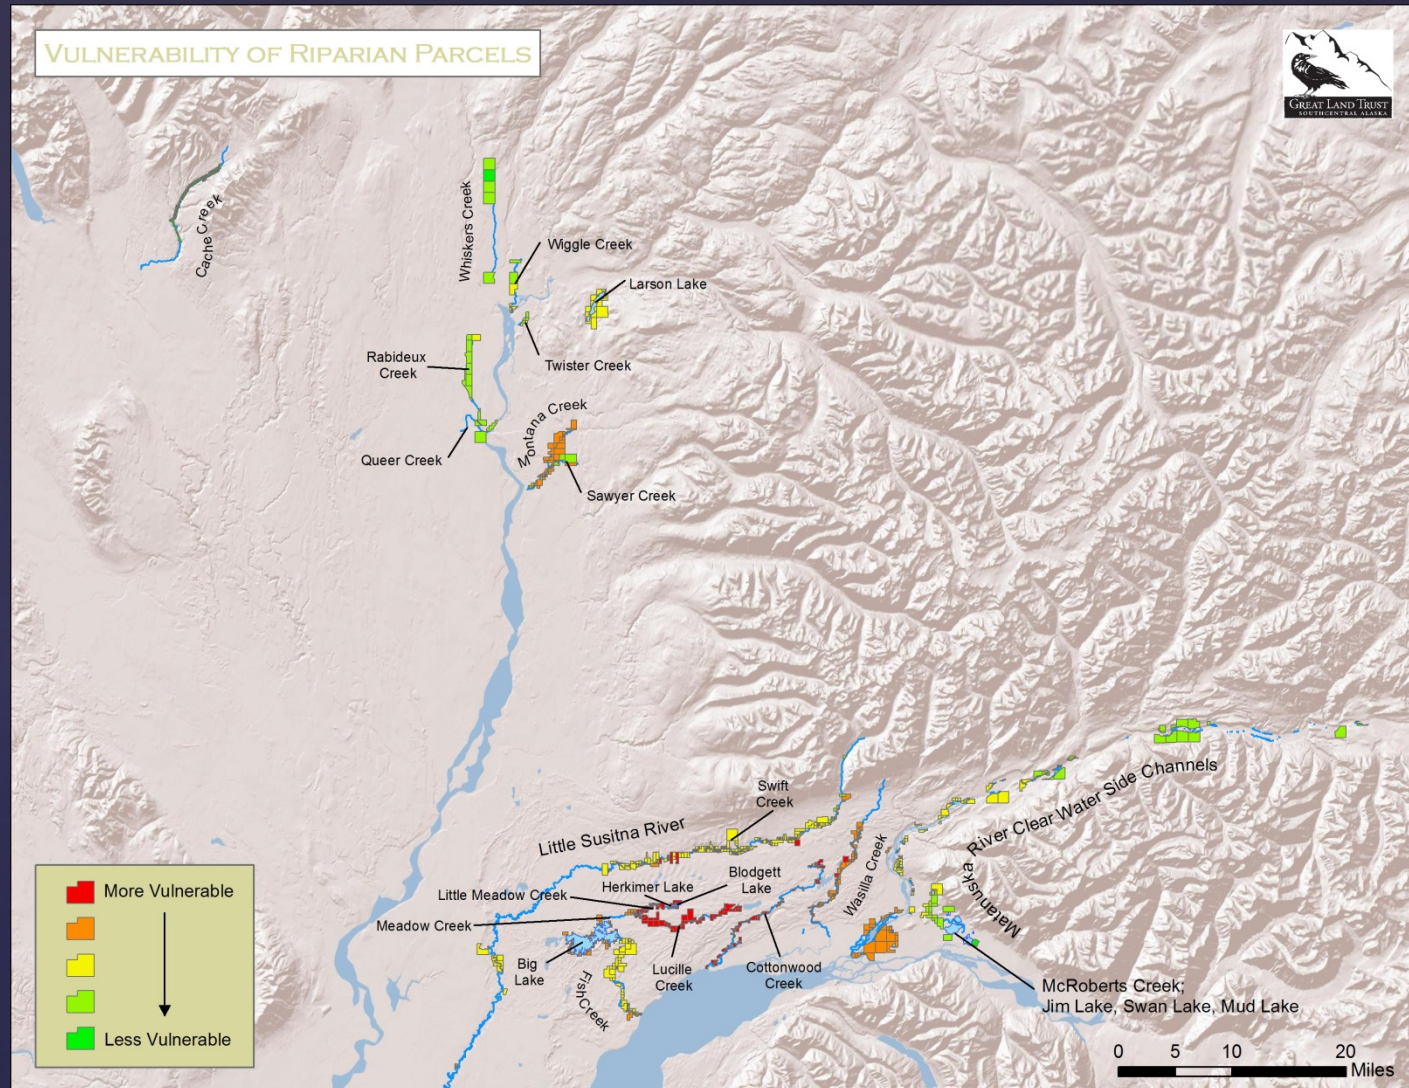 VULNERABILITY OF RIPARIAN PARCELS
GREAT LAND TRUST
SOUTHCENTRAL ALASKA
Cache Creek
Whiskers Creek
Wiggle Creek
Larson Lake
Rabideux
Creek
Twister Creek
Montana Creek
Queer Creek
Sawyer Creek
Swift
Creek
Little Susitna River
Matanuska River Clear Water Side Channels
Wasilla Creek
Blodgett
Lake
Herkimer Lake
Little Meadow Creek
Meadow Creek
Big
Lake
Fish Creek
Lucille
Creek
Cottonwood
Creek
McRoberts Creek;
Jim Lake, Swan Lake, Mud Lake
More Vulnerable
Less Vulnerable
0 5 10 20
Miles